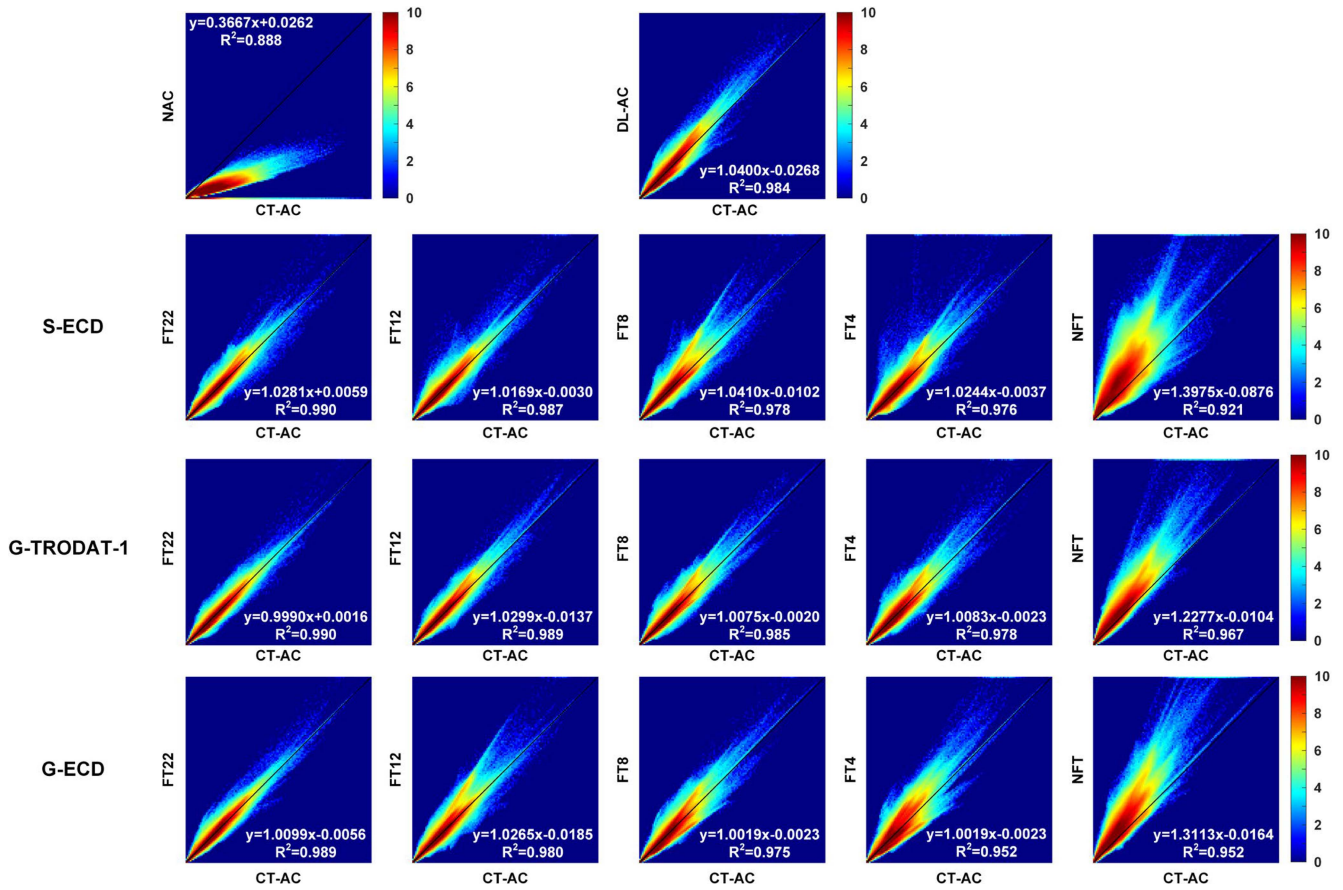 y=0.3667x+0.0262
R²=0.888
NAC
CT-AC
10
8
6
4
2
0
y=1.0400x-0.0268
R²=0.984
DL-AC
CT-AC
10
8
6
4
2
0
S-ECD
FT22
y=1.0281x+0.0059
R²=0.990
CT-AC
FT12
y=1.0169x-0.0030
R²=0.987
CT-AC
FT8
y=1.0410x-0.0102
R²=0.978
CT-AC
FT4
y=1.0244x-0.0037
R²=0.976
CT-AC
NFT
y=1.3975x-0.0876
R²=0.921
CT-AC
10
8
6
4
2
0
G-TRODAT-1
FT22
y=0.9990x+0.0016
R²=0.990
CT-AC
FT12
y=1.0299x-0.0137
R²=0.989
CT-AC
FT8
y=1.0075x-0.0020
R²=0.985
CT-AC
FT4
y=1.0083x-0.0023
R²=0.978
CT-AC
NFT
y=1.2277x-0.0104
R²=0.967
CT-AC
10
8
6
4
2
0
G-ECD
FT22
y=1.0099x-0.0056
R²=0.989
CT-AC
FT12
y=1.0265x-0.0185
R²=0.980
CT-AC
FT8
y=1.0019x-0.0023
R²=0.975
CT-AC
FT4
y=1.0019x-0.0023
R²=0.952
CT-AC
NFT
y=1.3113x-0.0164
R²=0.952
CT-AC
10
8
6
4
2
0